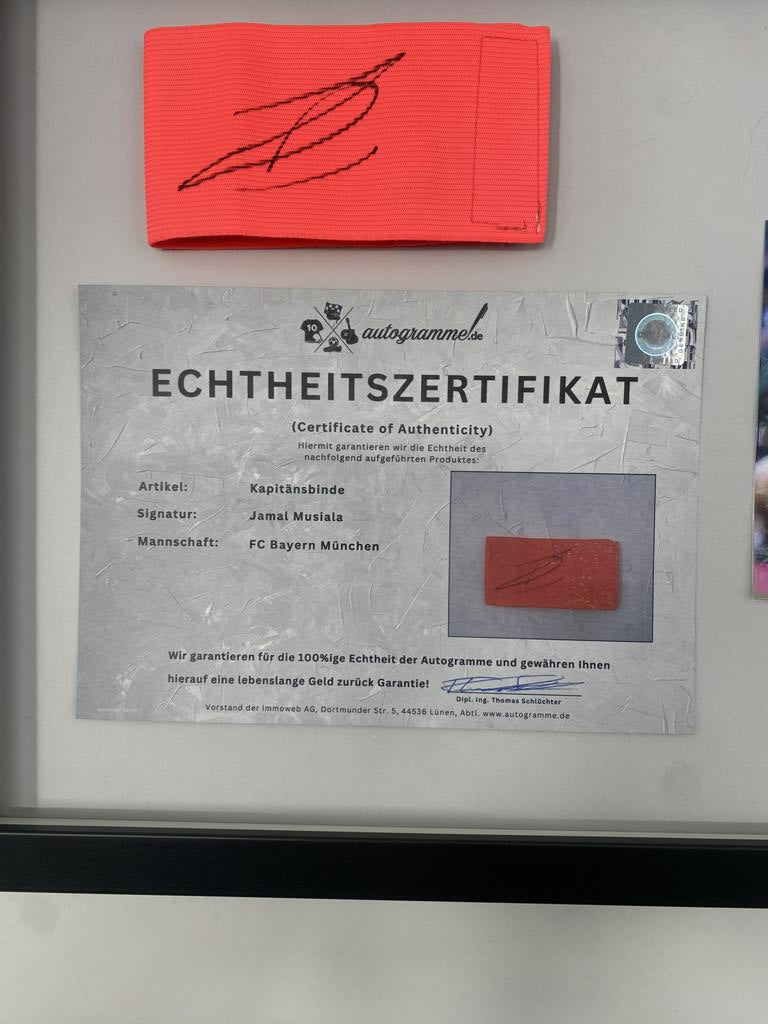 10
autogramme.de
ECHTHEITSZERTIFIKAT
(Certificate of Authenticity)
Hiermit garantieren wir die Echtheit des
nachfolgend aufgeführten Produktes:
Artikel: Kapitänsbinde
Signatur: Jamal Musiala
Mannschaft: FC Bayern München
Wir garantieren für die 100%ige Echtheit der Autogramme und gewähren Ihnen
hierauf eine lebenslange Geld zurück Garantie!
Dipl. Ing. Thomas Schlüchter
Vorstand der Immoweb AG, Dortmunder Str. 5, 44536 Lünen, Abtl. www.autogramme.de